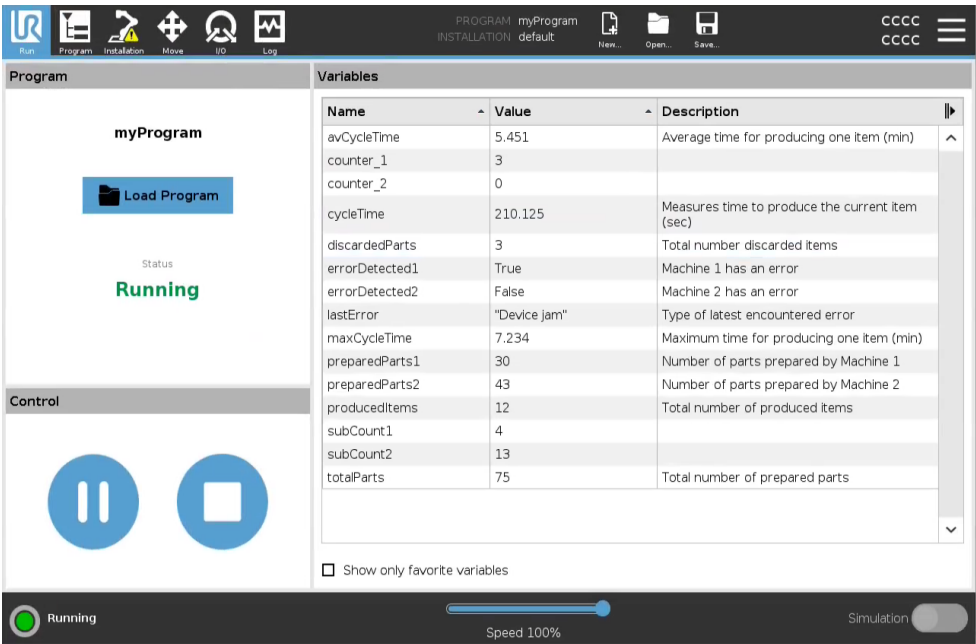 UR
Run
Program
Installation
Move
I/O
Log
PROGRAM myProgram
INSTALLATION default
New...
Open...
Save...
CCCC
CCCC
Program
myProgram
Load Program
Status
Running
Control
Variables
Name Value Description
avCycleTime 5.451 Average time for producing one item (min)
counter_1 3
counter_2 0
cycleTime 210.125 Measures time to produce the current item
(sec)
discardedParts 3 Total number discarded items
errorDetected1 True Machine 1 has an error
errorDetected2 False Machine 2 has an error
lastError "Device jam" Type of latest encountered error
maxCycleTime 7.234 Maximum time for producing one item (min)
preparedParts1 30 Number of parts prepared by Machine 1
preparedParts2 43 Number of parts prepared by Machine 2
producedItems 12 Total number of produced items
subCount1 4
subCount2 13
totalParts 75 Total number of prepared parts
Show only favorite variables
Running
Speed 100%
Simulation